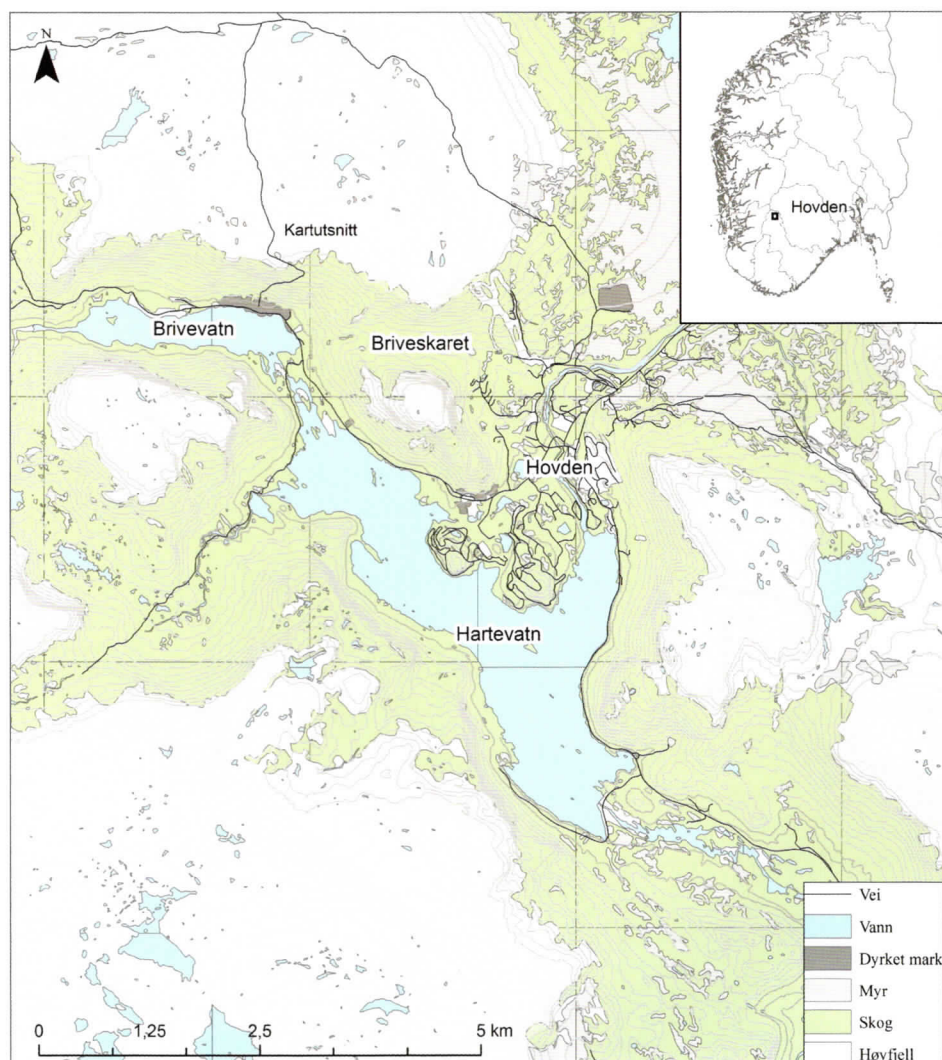 N
Hovden
Kartutsnitt
Brivevatn
Briveskaret
Hovden
Hartevatn
Vei
Vann
Dyrket mark
Myr
Skog
Høyfjell
0 1,25 2,5 5 km